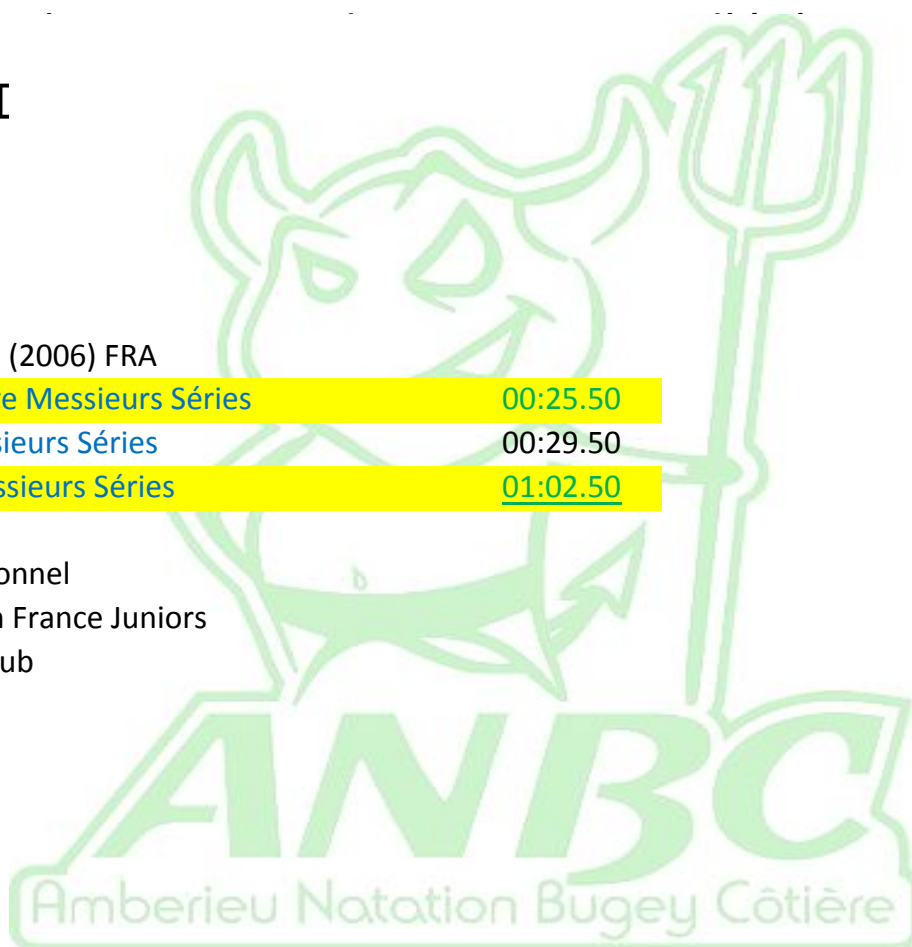 (2006) FRA
e Messieurs Séries 00:25.50
sieurs Séries 00:29.50
ssieurs Séries 01:02.50
onnel
France Juniors
ub
ANBC
Amberieu Natation Bugey Côtière